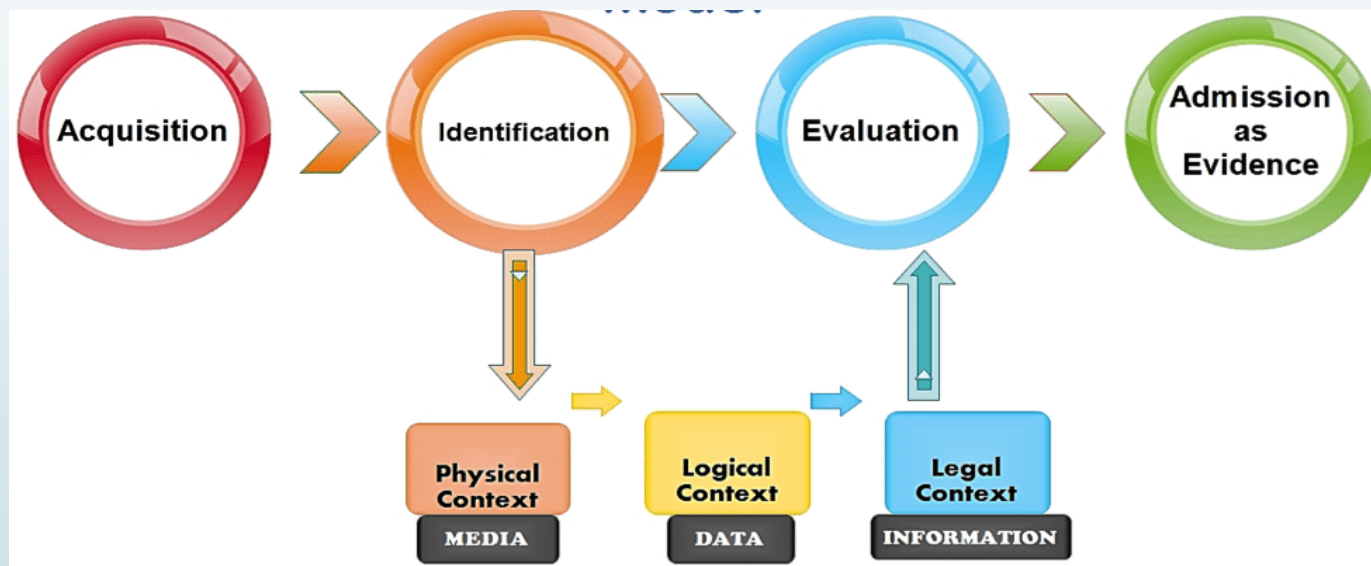 Acquisition
Identification
Evaluation
Admission
as
Evidence
Physical
Context
MEDIA
Logical
Context
DATA
Legal
Context
INFORMATION